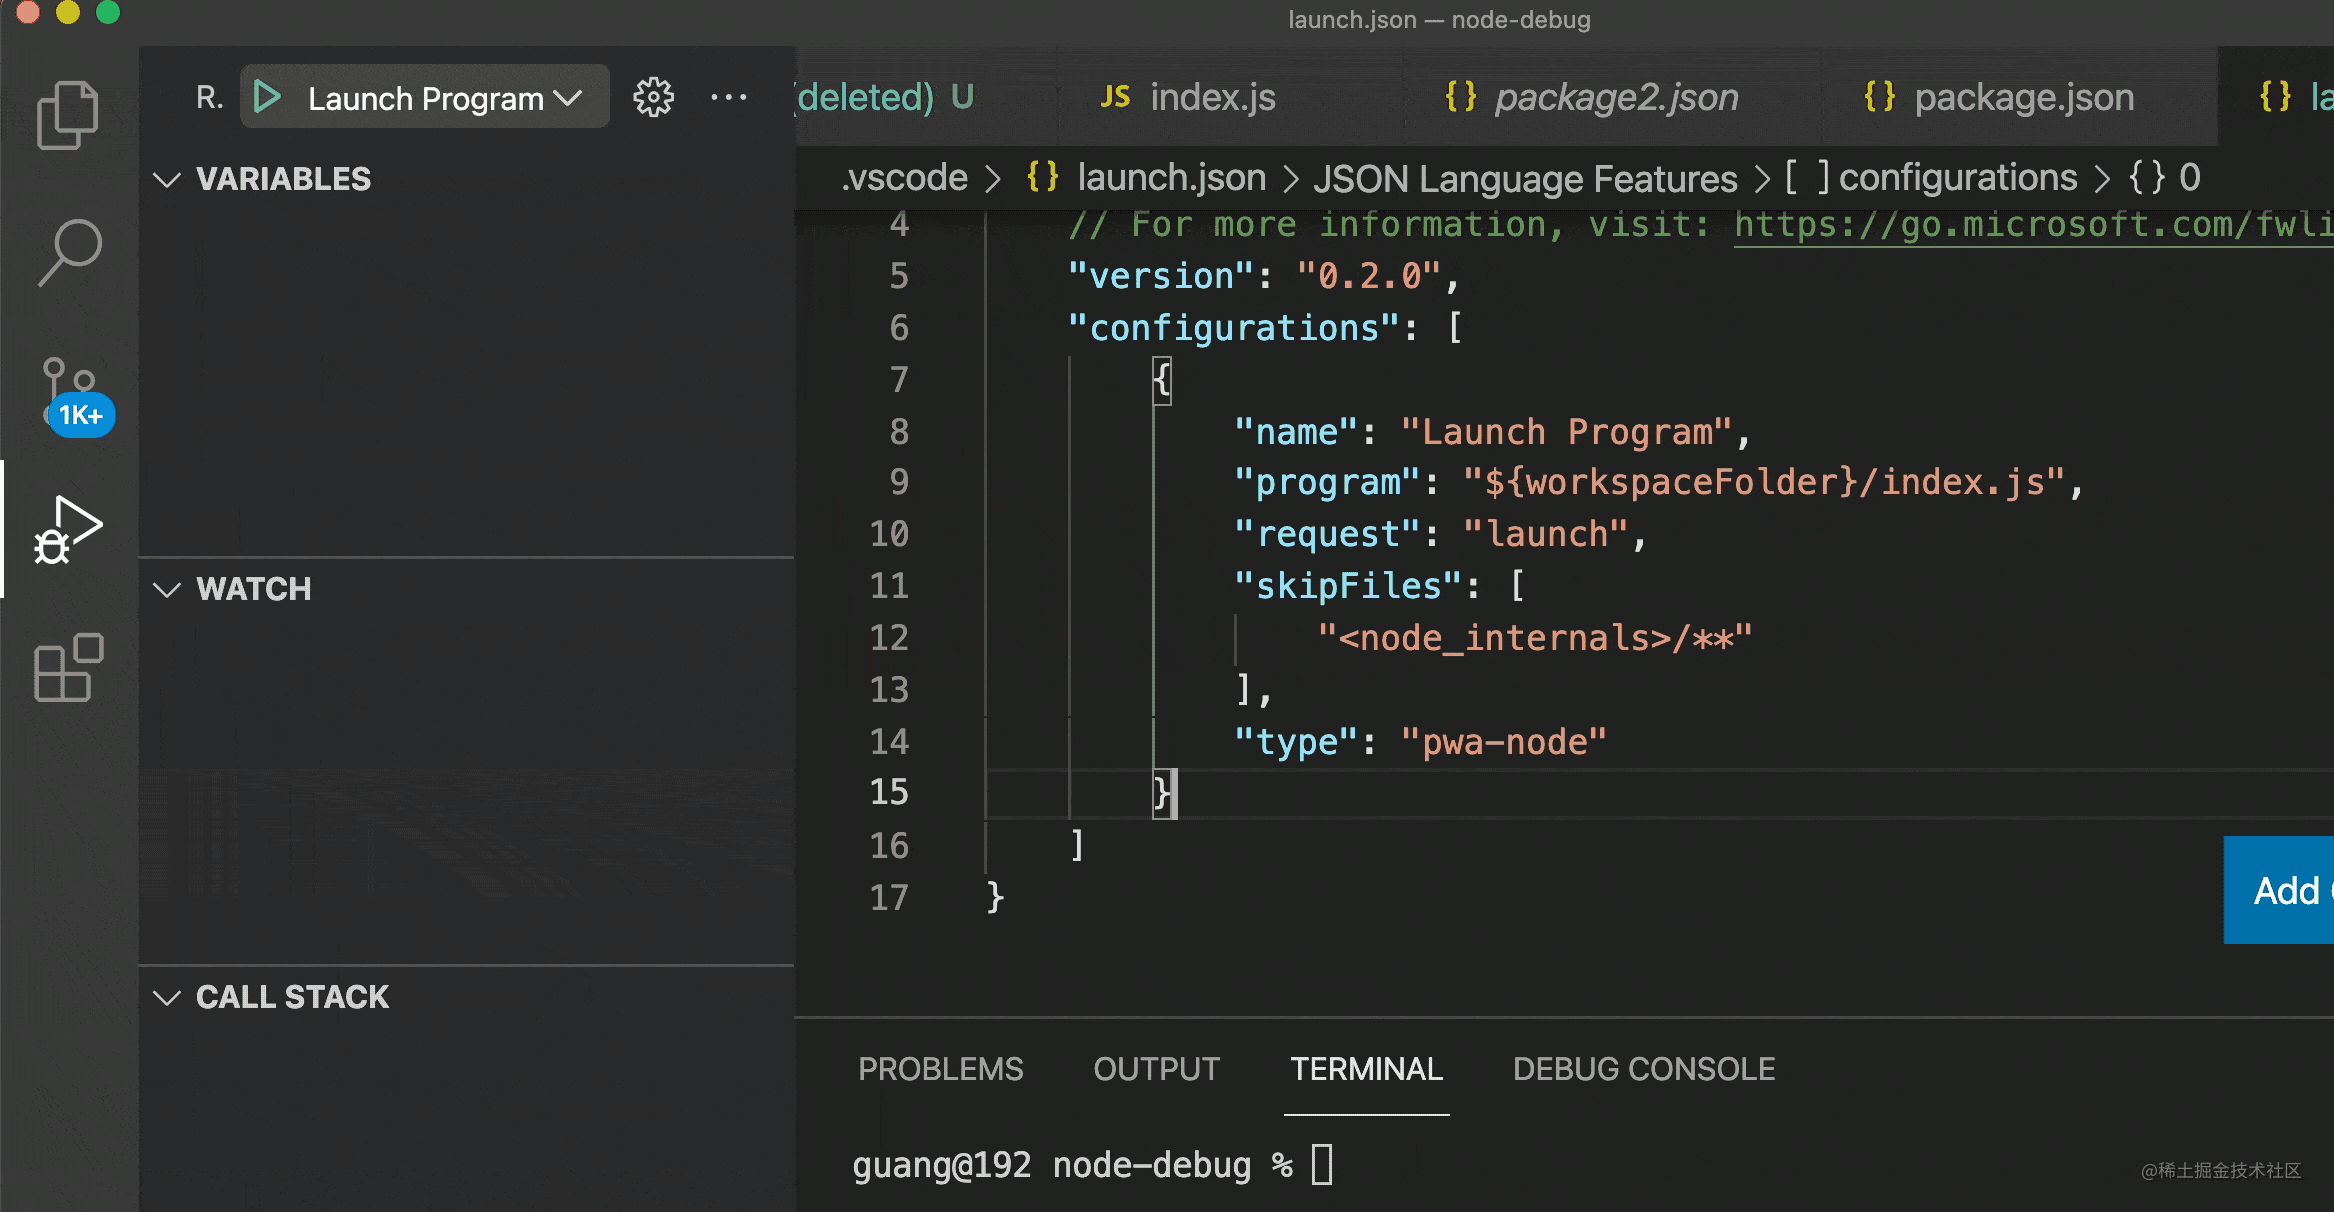 launch.json — node-debug
R. Launch Program
(deleted) U
JS index.js
{} package2.json
{} package.json
{}
.vscode > {} launch.json > JSON Language Features > [ ] configurations > {} 0
VARIABLES
WATCH
CALL STACK
1K+
4 // For more information, visit: https://go.microsoft.com/fwli
5 "version": "0.2.0",
6 "configurations": [
7 {
8 "name": "Launch Program",
9 "program": "${workspaceFolder}/index.js",
10 "request": "launch",
11 "skipFiles": [
12 "<node_internals>/**"
13 ],
14 "type": "pwa-node"
15 }
16 ]
17 }
Add
PROBLEMS OUTPUT TERMINAL DEBUG CONSOLE
guang@192 node-debug %
@稀土掘金技术社区